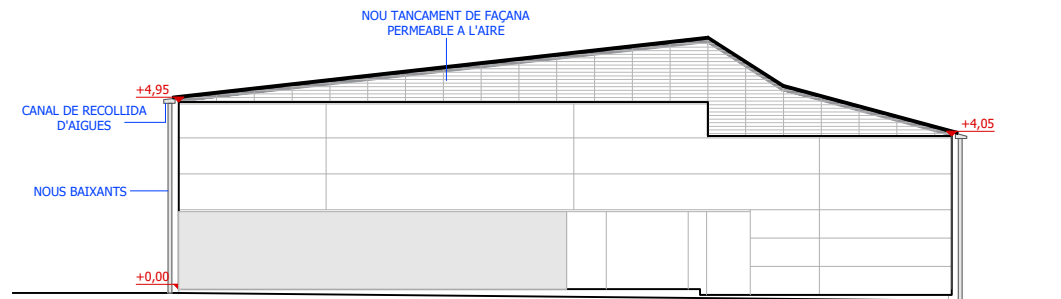 NOU TANCAMENT DE FAÇANA
PERMEABLE A L'AIRE
+4,95
CANAL DE RECOLLIDA
D'AIGUES
+4,05
NOUS BAIXANTS
+0,00